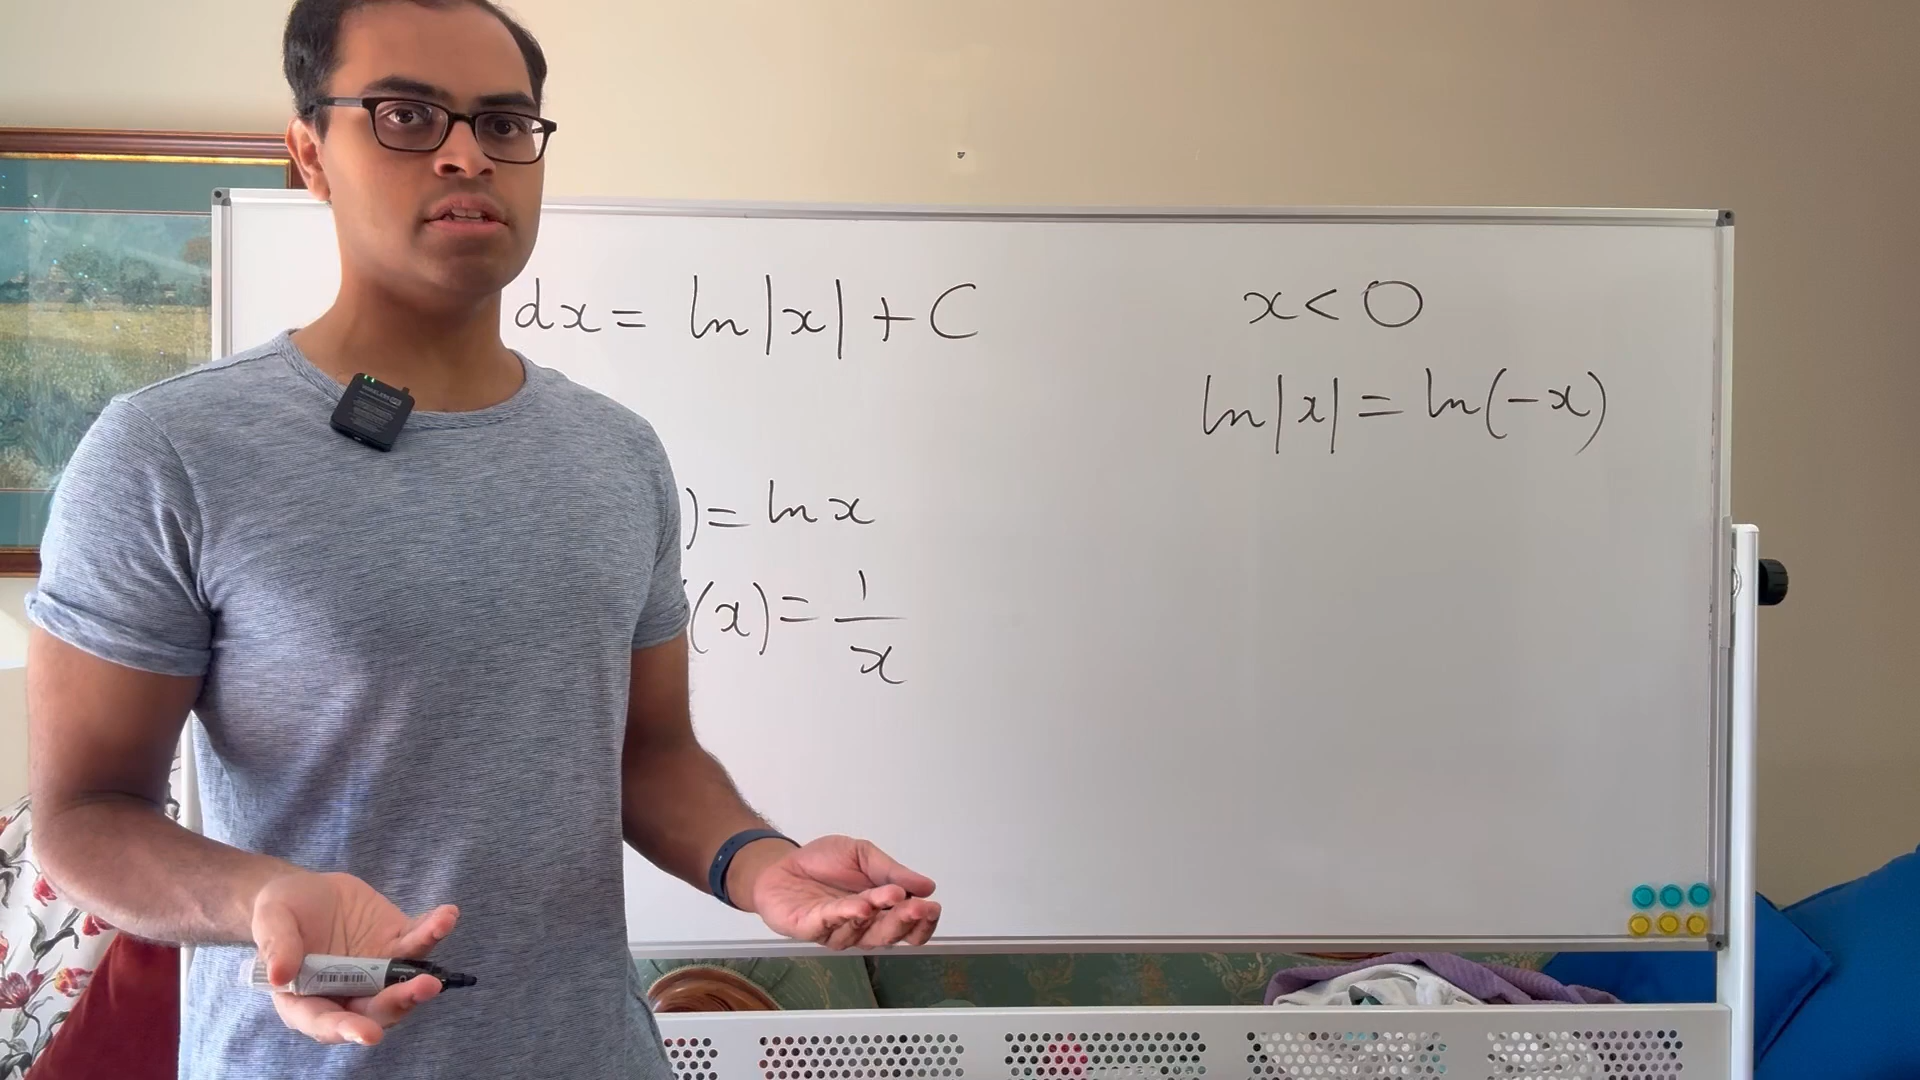 dx = ln|x| + C
x < 0
ln|x| = ln(-x)
) = ln x
(x) = 1/x